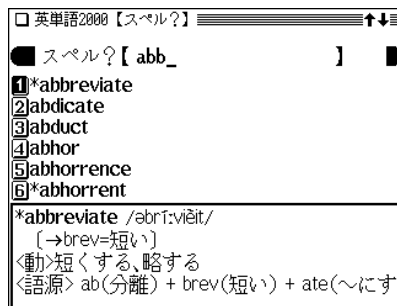 英単語2000【スペル？】
スペル？【 abb_ 】
1*abbreviate
2abdicate
3abduct
4abhor
5abhorrence
6*abhorrent
*abbreviate /əbríːvièit/
〔→brev=短い〕
<動>短くする、略する
<語源> ab(分離) + brev(短い) + ate(～にす